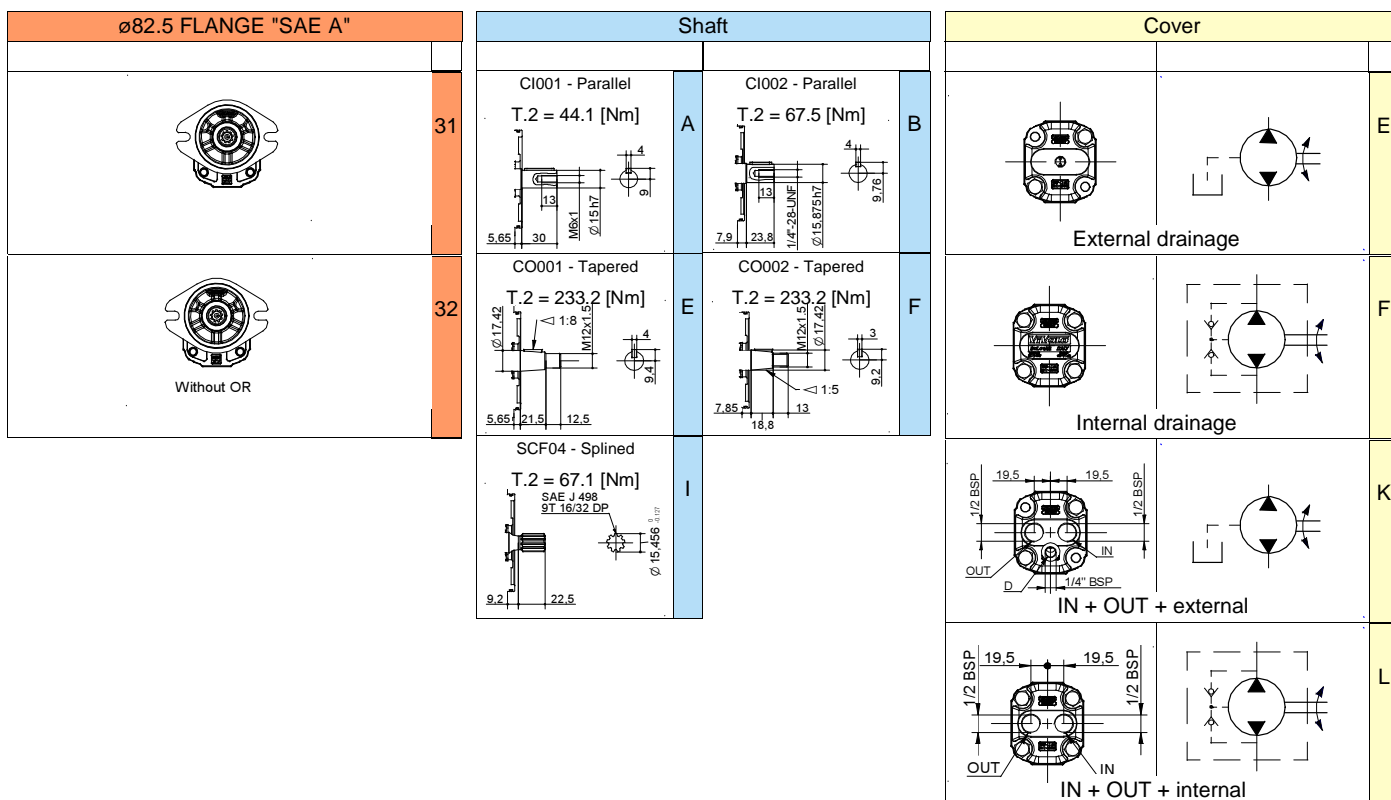 ø82.5 FLANGE "SAE A"
31
32
Without OR
Shaft
CI001 - Parallel
T.2 = 44.1 [Nm]
A
4
9
13
M6x1
Ø15 h7
5,65
30
CI002 - Parallel
T.2 = 67.5 [Nm]
B
4
9,76
13
1/4"-28-UNF
Ø15,875 h7
7,9
23,8
CO001 - Tapered
T.2 = 233.2 [Nm]
E
Ø17,42
1:8
M12x1.5
4
9,4
5,65
21,5
12,5
CO002 - Tapered
T.2 = 233.2 [Nm]
F
M12x1.5
Ø17,42
3
9,2
1:5
7,85
13
18,8
SCF04 - Splined
T.2 = 67.1 [Nm]
I
SAE J 498
9T 16/32 DP
Ø15,456 0 -0.127
9,2
22,5
Cover
E
External drainage
F
Internal drainage
K
19,5
19,5
1/2 BSP
1/2 BSP
OUT
IN
D
1/4" BSP
IN + OUT + external
L
19,5
19,5
1/2 BSP
1/2 BSP
OUT
IN
IN + OUT + internal